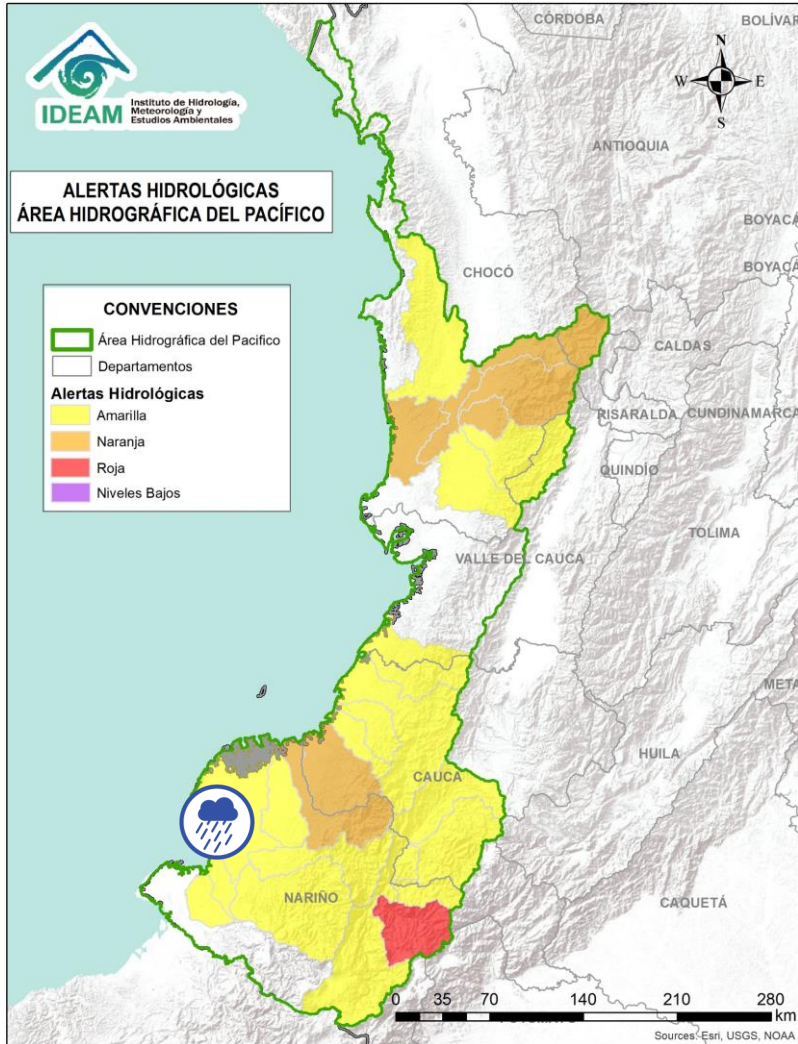 CÓRDOBA
BOLÍVAR
IDEAM
Instituto de Hidrología,
Meteorología y
Estudios Ambientales
N
W E
S
ANTIOQUIA
ALERTAS HIDROLÓGICAS
ÁREA HIDROGRÁFICA DEL PACÍFICO
BOYACÁ
BOYACÁ
CHOCÓ
CONVENCIONES
Área Hidrográfica del Pacifico
Departamentos
Alertas Hidrológicas
Amarilla
Naranja
Roja
Niveles Bajos
CALDAS
RISARALDA
CUNDINAMARCA
QUINDÍO
TOLIMA
VALLE DEL CAUCA
META
HUILA
CAUCA
NARIÑO
CAQUETÁ
0 35 70 140 210 280
km
Sources: Esri, USGS, NOAA